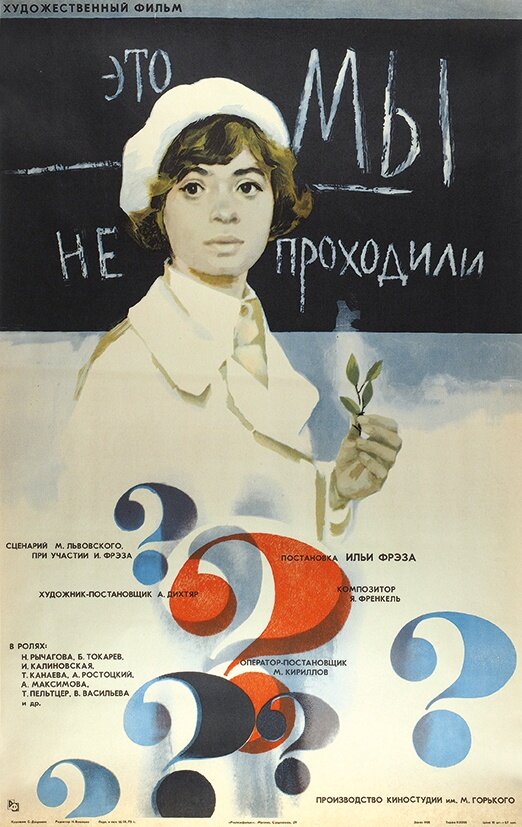 ХУДОЖЕСТВЕННЫЙ ФИЛЬМ
ЭТО МЫ
НЕ ПРОХОДИЛИ
СЦЕНАРИЙ М. ЛЬВОВСКОГО,
ПРИ УЧАСТИИ И. ФРЭЗА
ПОСТАНОВКА ИЛЬИ ФРЭЗА
ХУДОЖНИК-ПОСТАНОВЩИК А. ДИХТЯР
КОМПОЗИТОР
Я. ФРЕНКЕЛЬ
В РОЛЯХ:
Н. РЫЧАГОВА, Б. ТОКАРЕВ,
И. КАЛИНОВСКАЯ,
Т. КАНАЕВА, А. РОСТОЦКИЙ,
А. МАКСИМОВА,
Т. ПЕЛЬТЦЕР, В. ВАСИЛЬЕВА
И ДР.
ОПЕРАТОР-ПОСТАНОВЩИК
М. КИРИЛЛОВ
? ? ? ? ? ? ?
ПРОИЗВОДСТВО КИНОСТУДИИ ИМ. М. ГОРЬКОГО